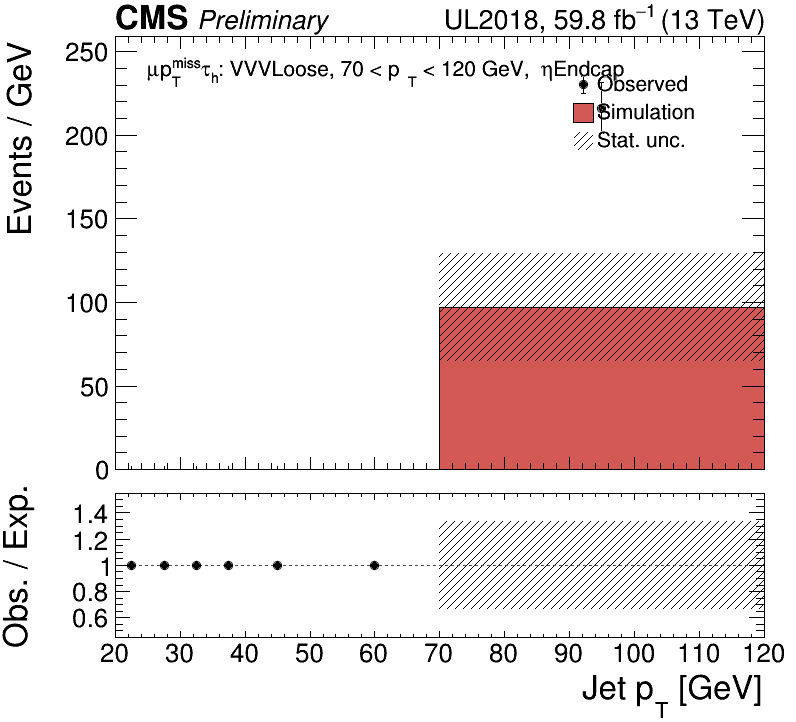 CMS Preliminary UL2018, 59.8 fb⁻¹ (13 TeV)
μp_T^miss τ_h: VVVLoose, 70 < p_T < 120 GeV, ηEndcap
Observed
Simulation
Stat. unc.
Events / GeV
250
200
150
100
50
0
Obs. / Exp.
1.4
1.2
1
0.8
0.6
20 30 40 50 60 70 80 90 100 110 120
Jet p_T [GeV]